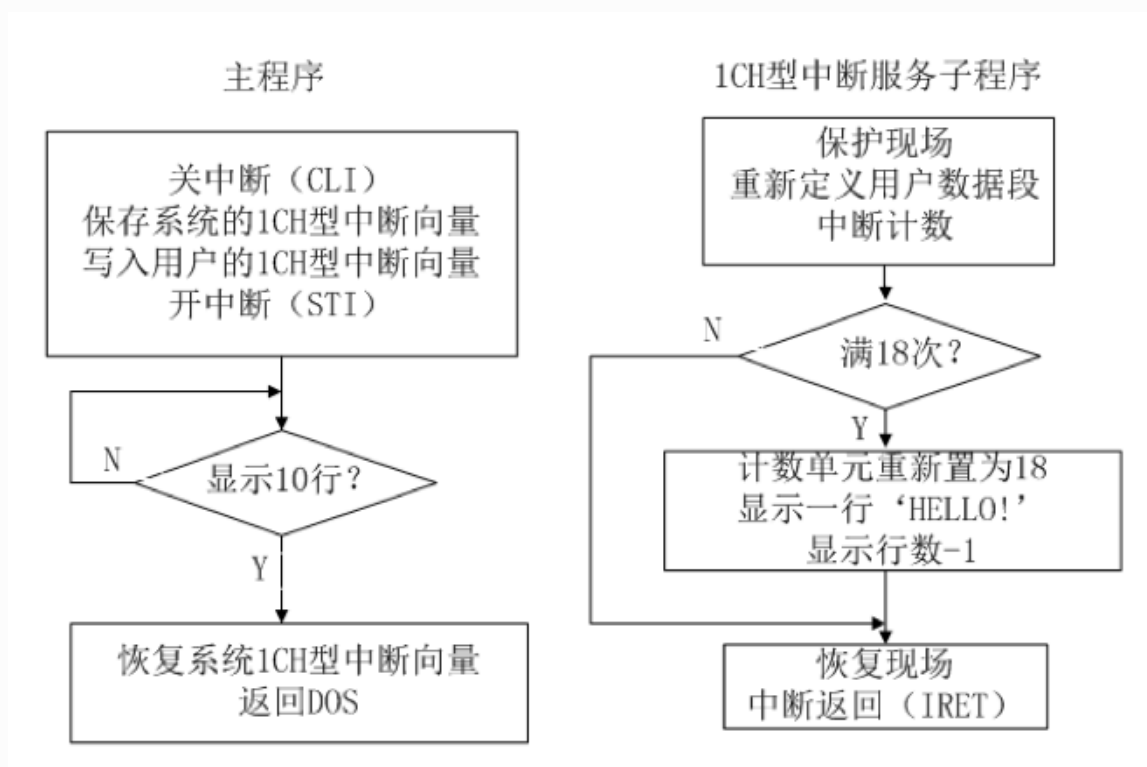 主程序
关中断（CLI）
保存系统的1CH型中断向量
写入用户的1CH型中断向量
开中断（STI）
N
显示10行？
Y
恢复系统1CH型中断向量
返回DOS
1CH型中断服务子程序
保护现场
重新定义用户数据段
中断计数
N
满18次？
Y
计数单元重新置为18
显示一行‘HELLO!’
显示行数-1
恢复现场
中断返回（IRET）